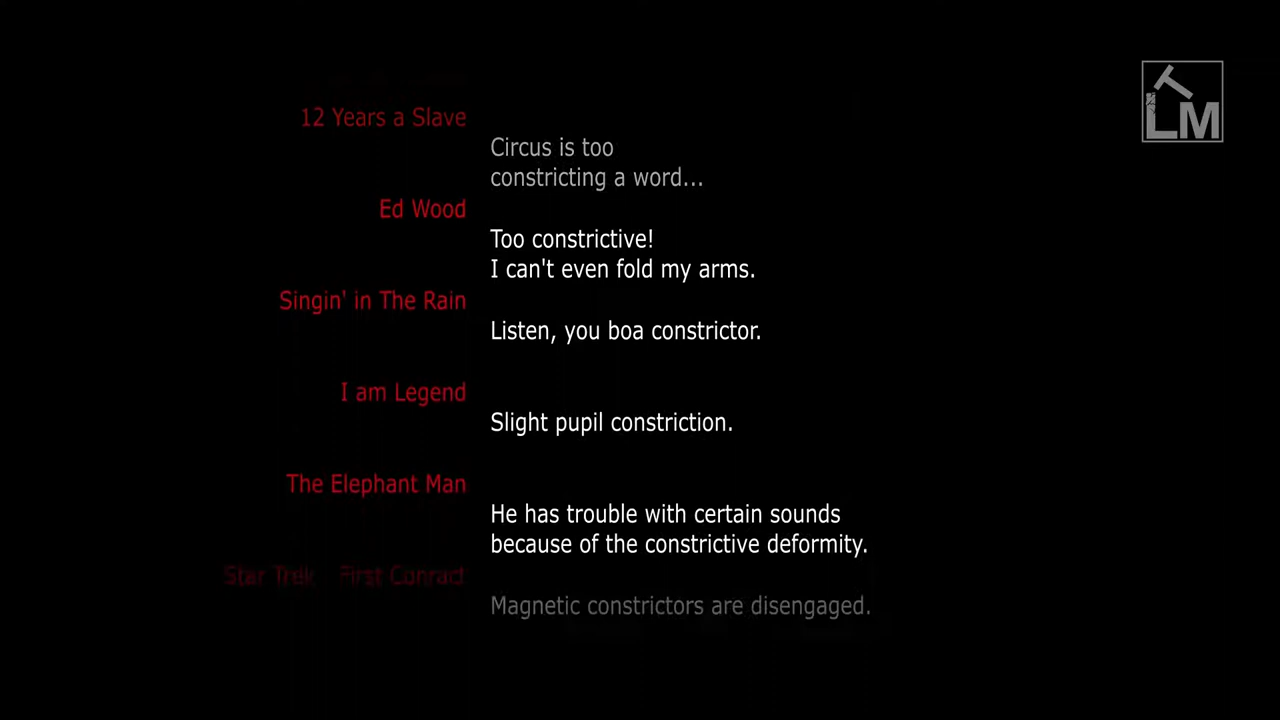 12 Years a Slave
Circus is too
constricting a word...
Ed Wood
Too constrictive!
I can't even fold my arms.
Singin' in The Rain
Listen, you boa constrictor.
I am Legend
Slight pupil constriction.
The Elephant Man
He has trouble with certain sounds
because of the constrictive deformity.
Star Trek First
Magnetic constrictors are disengaged.
LM